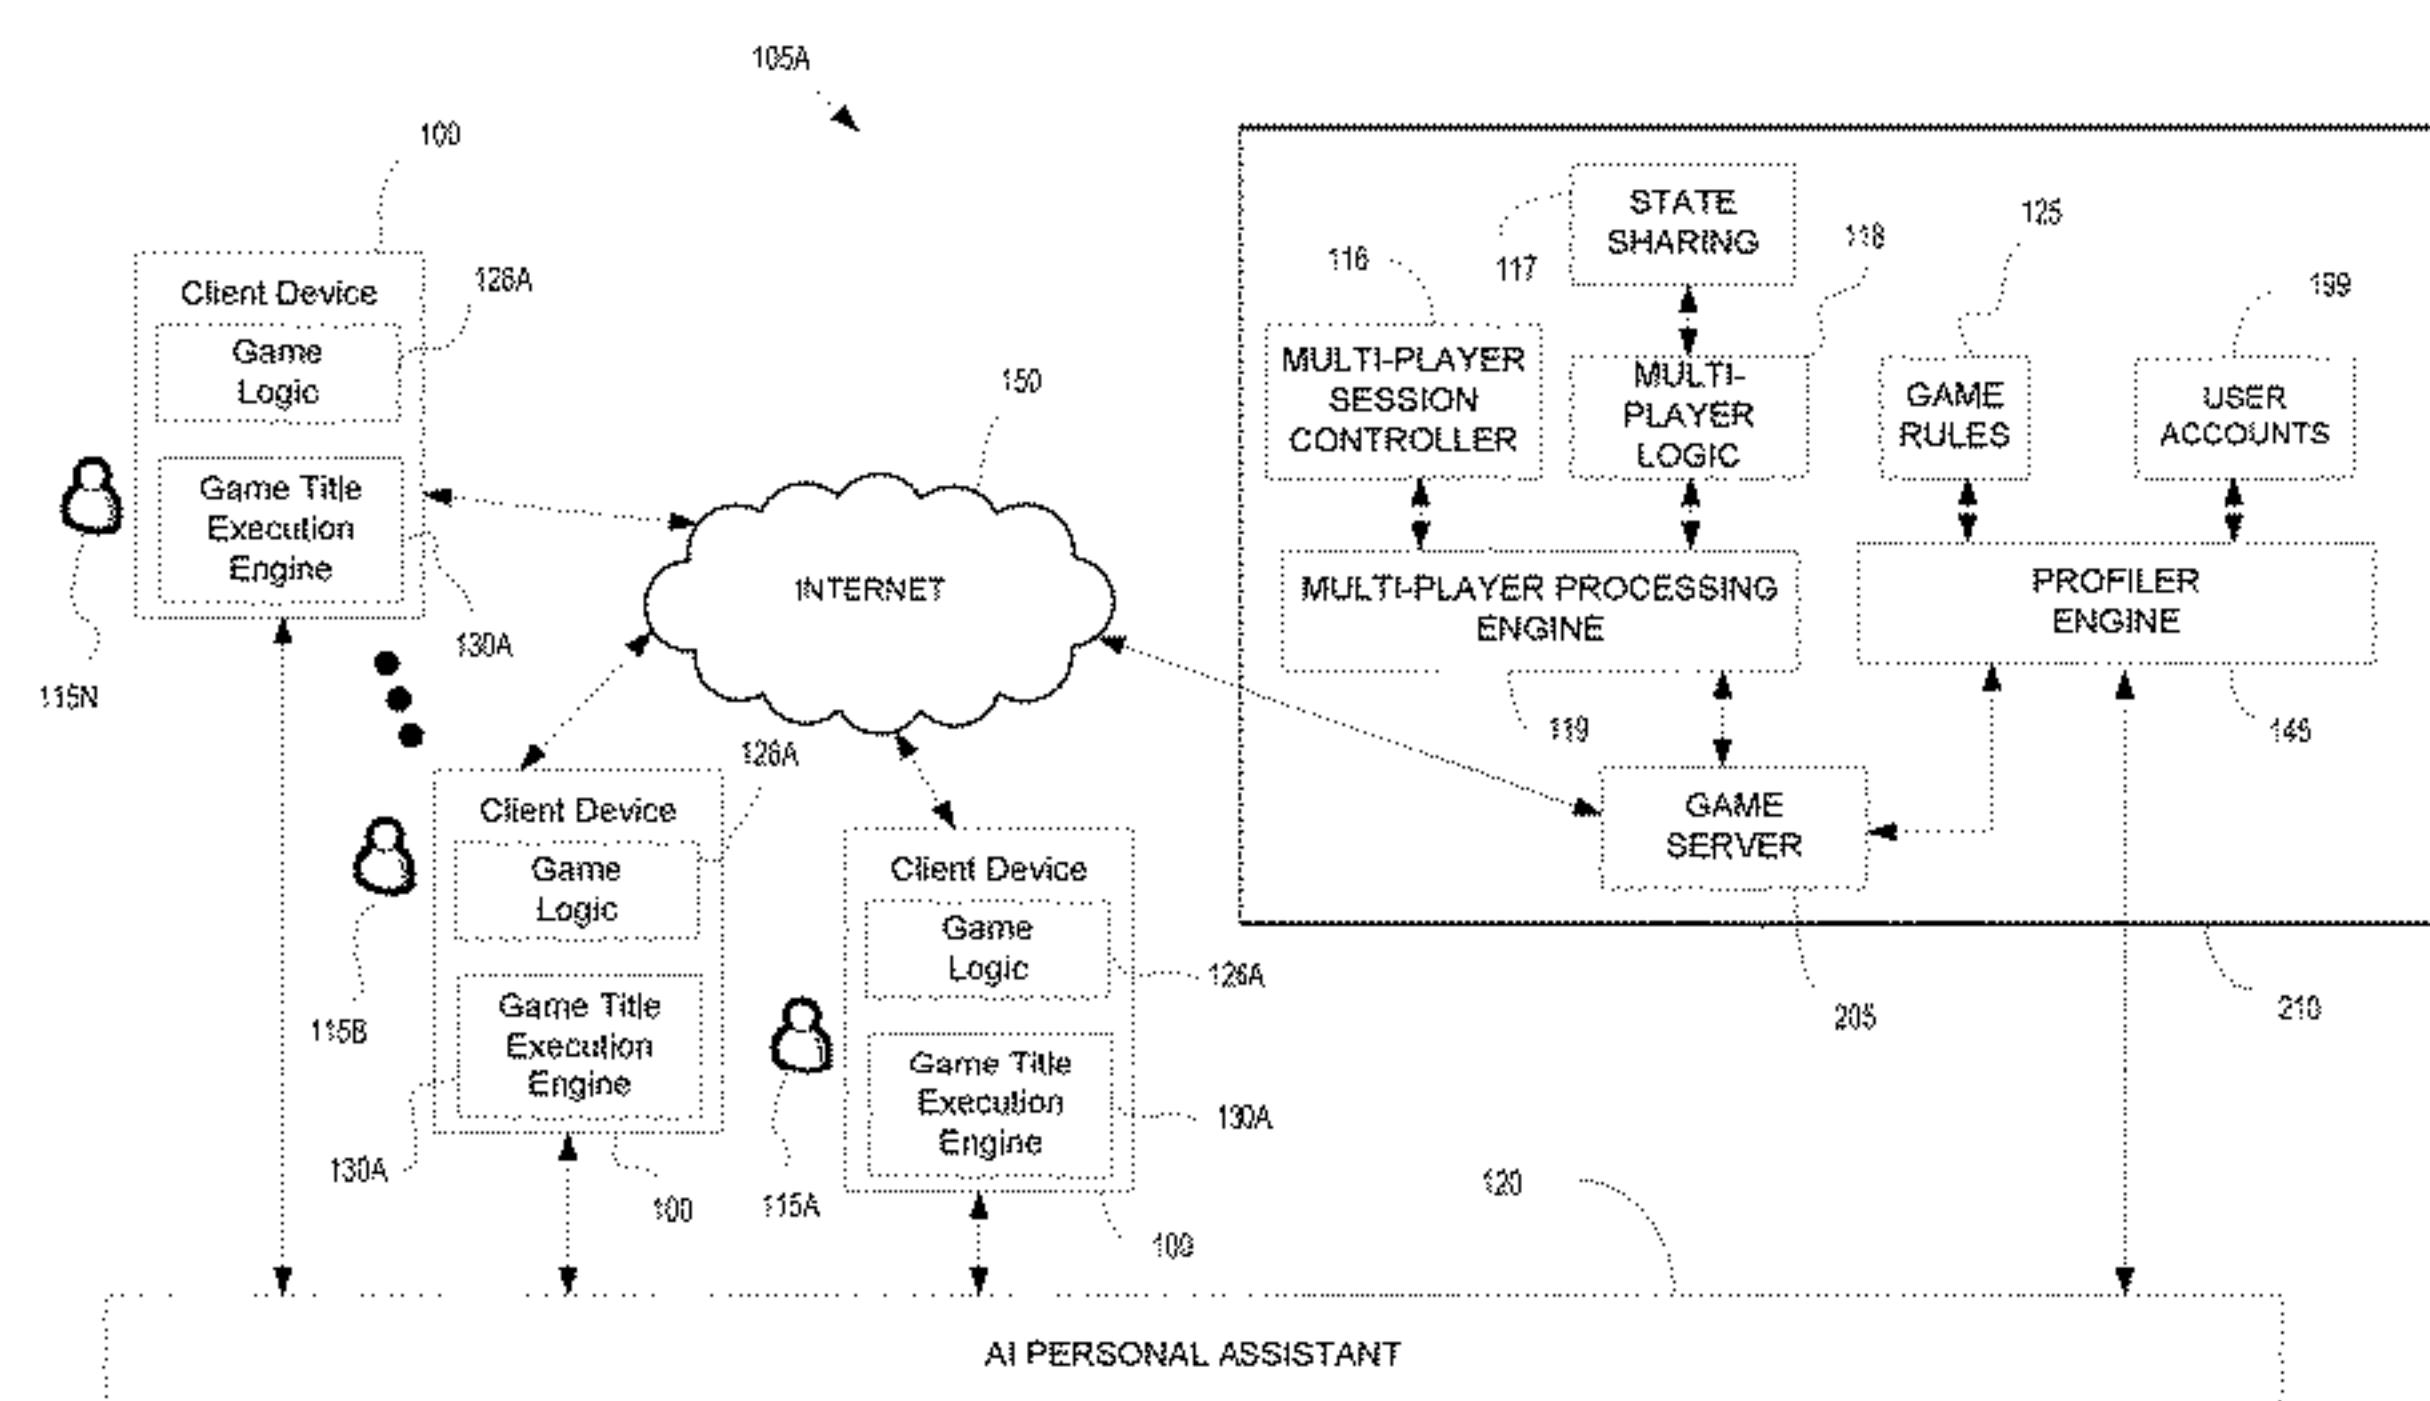 105A
100
Client Device
126A
Game
Logic
Game Title
Execution
Engine
130A
115N
150
INTERNET
126A
Client Device
Game
Logic
Game Title
Execution
Engine
115B
130A
100
Client Device
Game
Logic
126A
Game Title
Execution
Engine
130A
115A
100
STATE
SHARING
117
116
118
125
199
MULTI-PLAYER
SESSION
CONTROLLER
MULTI-
PLAYER
LOGIC
GAME
RULES
USER
ACCOUNTS
MULTI-PLAYER PROCESSING
ENGINE
PROFILER
ENGINE
119
145
GAME
SERVER
205
210
120
AI PERSONAL ASSISTANT